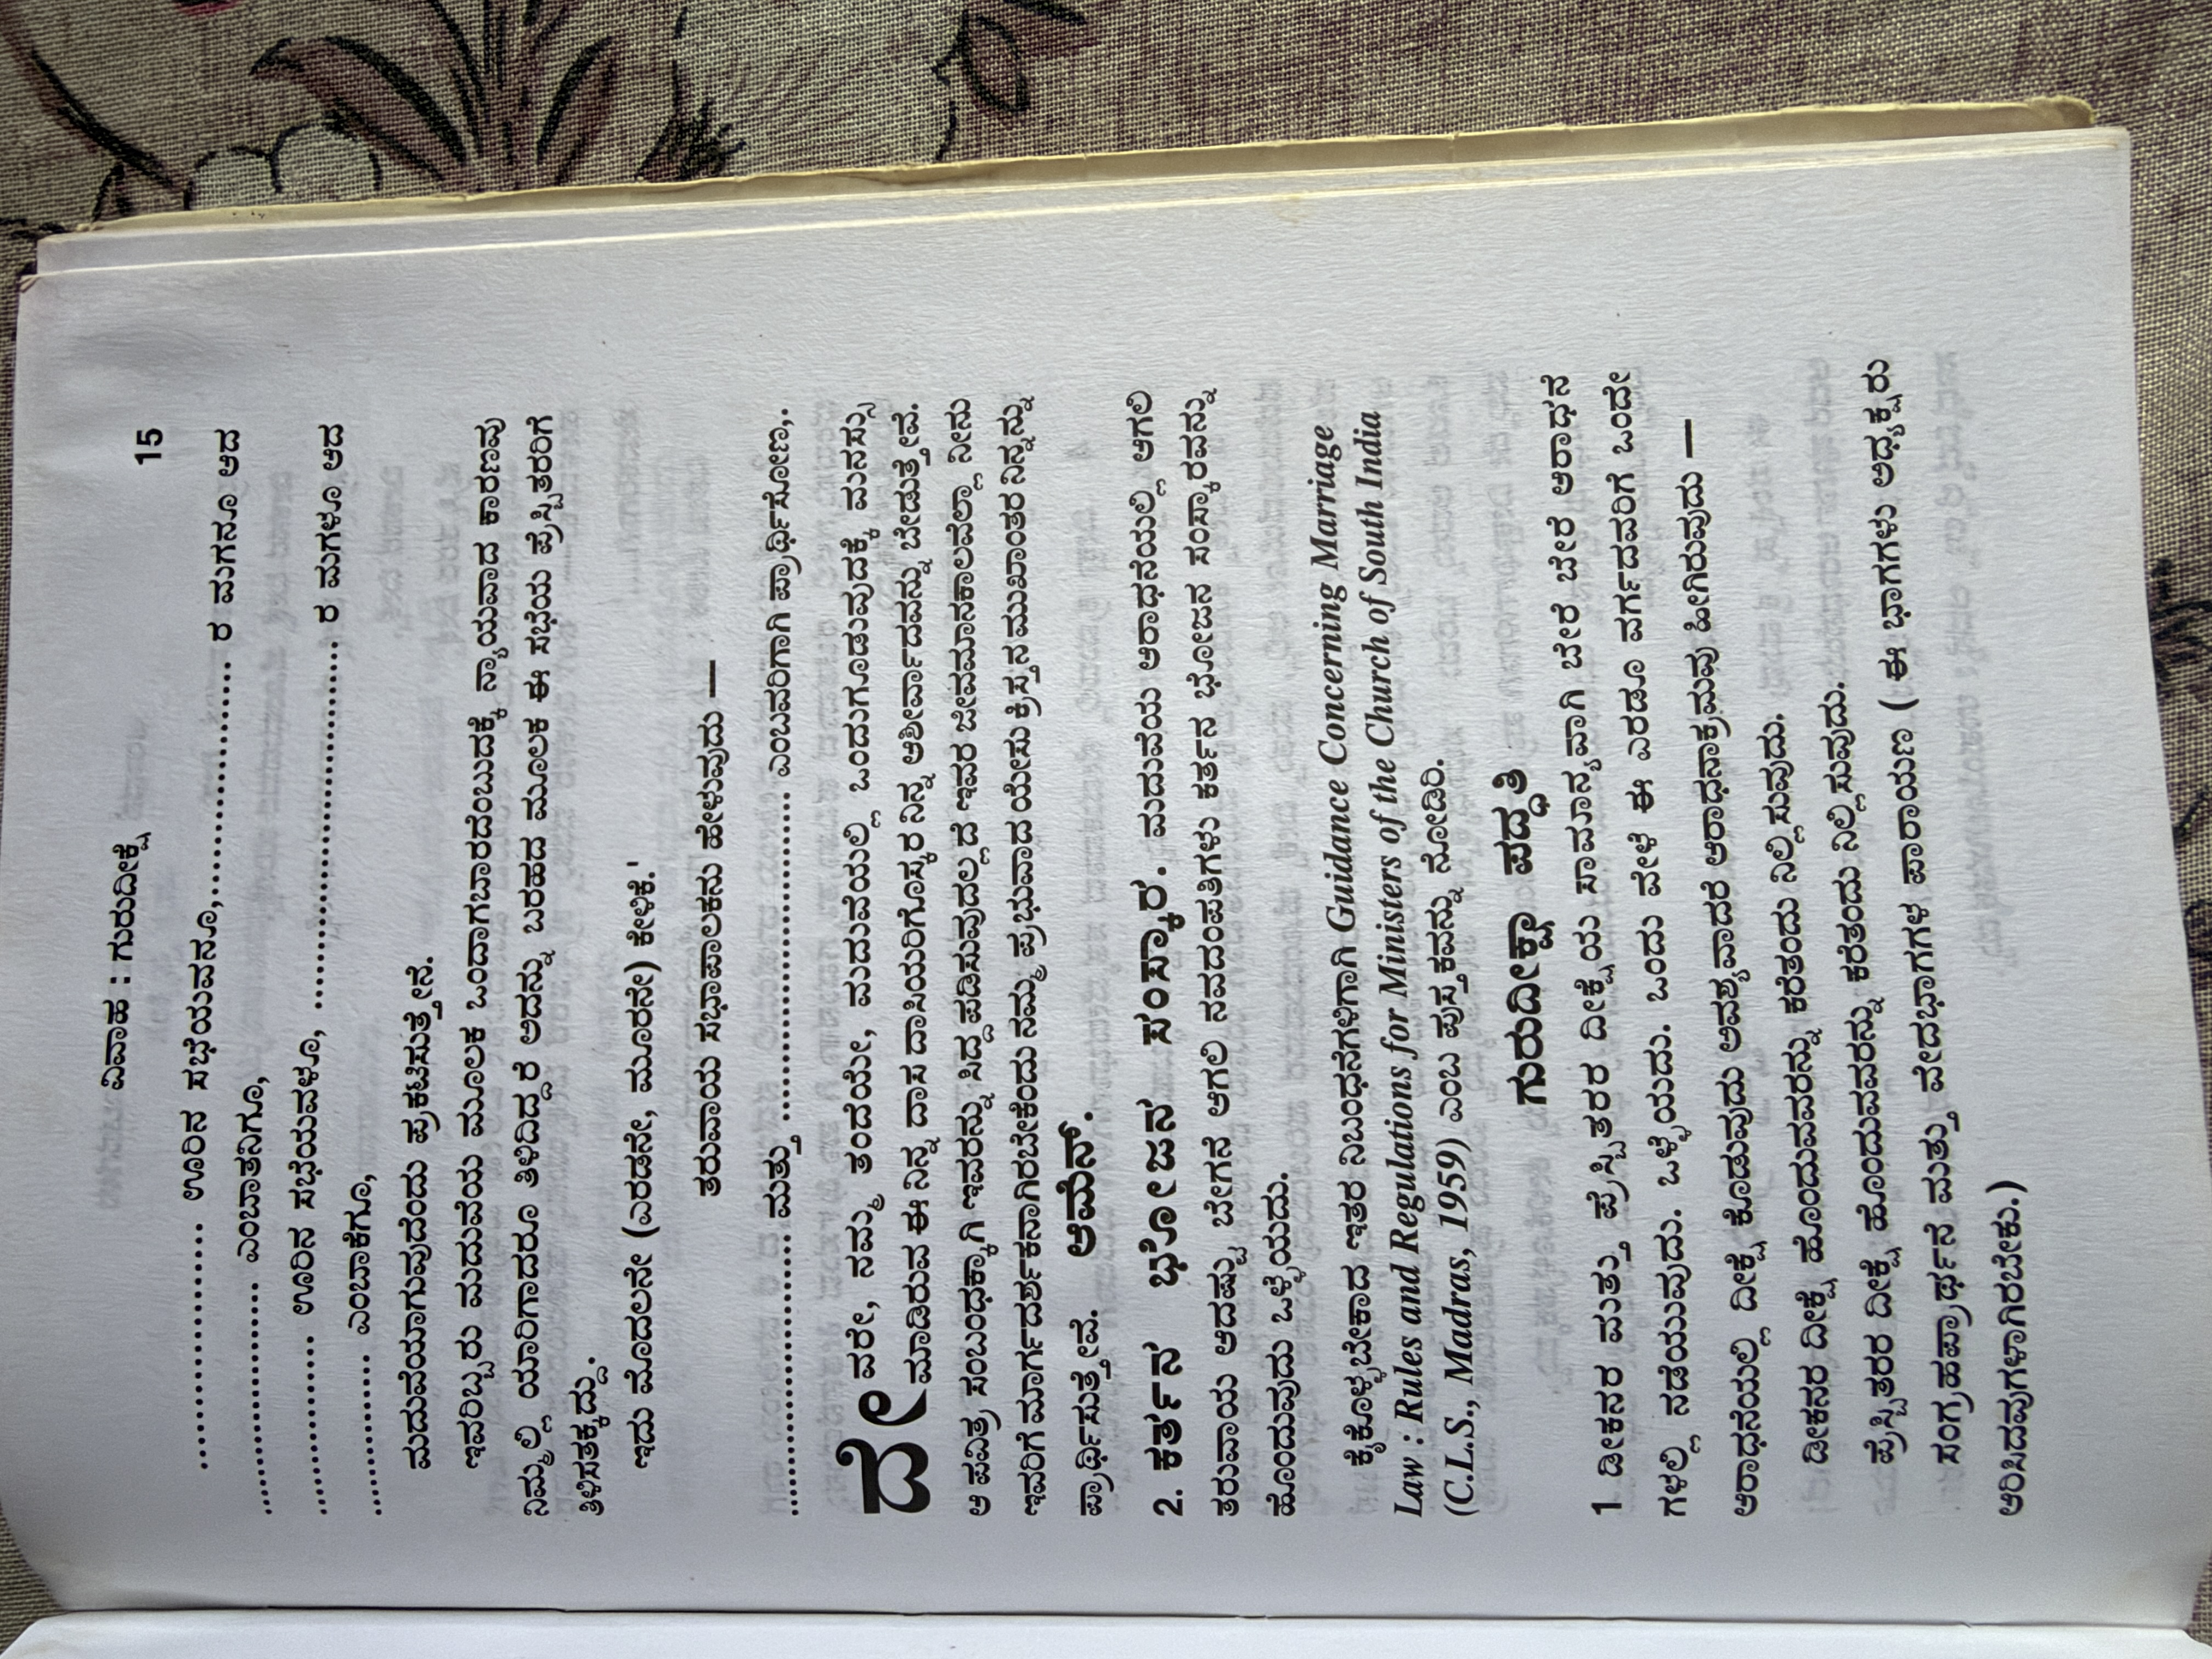 ವಿವಾಹ : ಗುರುದೀಕ್ಷೆ
15
.................... ಊರಿನ ಸಭೆಯವನೂ,.................... ರ ಮಗನೂ ಆದ
.................... ಎಂಬಾತನಿಗೂ,
................ ಊರಿನ ಸಭೆಯವಳೂ, ................................ ರ ಮಗಳೂ ಆದ
.............. ಎಂಬಾಕೆಗೂ,
ಮದುವೆಯಾಗುವುದೆಂದು ಪ್ರಕಟಿಸುತ್ತೇನೆ.
ಇವರಿಬ್ಬರು ಮದುವೆಯ ಮೂಲಕ ಒಂದಾಗಬಾರದೆಂಬುದಕ್ಕೆ ನ್ಯಾಯವಾದ ಕಾರಣವು
ನಿಮ್ಮಲ್ಲಿ ಯಾರಿಗಾದರೂ ತಿಳಿದಿದ್ದರೆ ಅದನ್ನು ಬರಹದ ಮೂಲಕ ಈ ಸಭೆಯ ಪ್ರೆಸ್ಬಿತರರಿಗೆ
ತಿಳಿಸತಕ್ಕದ್ದು.
ಇದು ಮೊದಲನೇ (ಎರಡನೇ, ಮೂರನೇ) ಕೇಳಿಕೆ.'
ತರುವಾಯ ಸಭಾಪಾಲಕನು ಹೇಳುವುದು —
......................... ಮತ್ತು ............................. ಎಂಬವರಿಗಾಗಿ ಪ್ರಾರ್ಥಿಸೋಣ,.
ದೇವರೇ, ನಮ್ಮ ತಂದೆಯೇ, ಮದುವೆಯಲ್ಲಿ ಒಂದುಗೂಡುವುದಕ್ಕೆ ಮನಸ್ಸು
ಮಾಡಿರುವ ಈ ನಿನ್ನ ದಾಸ ದಾಸಿಯರಿಗೊಸ್ಕರ ನಿನ್ನ ಆಶೀರ್ವಾದವನ್ನು ಬೇಡುತ್ತೇವೆ.
ಆ ಪವಿತ್ರ ಸಂಬಂಧಕ್ಕಾಗಿ ಇವರನ್ನು ಸಿದ್ದಪಡಿಸುವುದಲ್ಲದೆ ಇವರ ಜೀವಮಾನಕಾಲವೆಲ್ಲಾ ನೀನು
ಇವರಿಗೆ ಮಾರ್ಗದರ್ಶಕನಾಗಿರಬೇಕೆಂದು ನಮ್ಮ ಪ್ರಭುವಾದ ಯೇಸು ಕ್ರಿಸ್ತನ ಮುಖಾಂತರ ನಿನ್ನನ್ನು
ಪ್ರಾರ್ಥಿಸುತ್ತೇವೆ. ಆಮೆನ್.
2. ಕರ್ತನ ಭೋಜನ ಸಂಸ್ಕಾರ. ಮದುವೆಯ ಆರಾಧನೆಯಲ್ಲಿ ಆಗಲಿ
ತರುವಾಯ ಆದಷ್ಟು ಬೇಗನೆ ಆಗಲಿ ನವದಂಪತಿಗಳು ಕರ್ತನ ಭೋಜನ ಸಂಸ್ಕಾರವನ್ನು
ಹೊಂದುವುದು ಒಳ್ಳೆಯದು.
ಕೈಕೊಳ್ಳಬೇಕಾದ ಇತರ ನಿಬಂಧನೆಗಳಿಗಾಗಿ Guidance Concerning Marriage
Law : Rules and Regulations for Ministers of the Church of South India
(C.L.S., Madras, 1959) ಎಂಬ ಪುಸ್ತಕವನ್ನು ನೋಡಿರಿ.
ಗುರುದೀಕ್ಷಾ ಪದ್ಧತಿ
1 ಡೀಕನರ ಮತ್ತು ಪ್ರೆಸ್ಬಿತರರ ದೀಕ್ಷೆಯ ಸಾಮಾನ್ಯವಾಗಿ ಬೇರೆ ಬೇರೆ ಆರಾಧನೆ
ಗಳಲ್ಲಿ ನಡೆಯುವುದು. ಒಳ್ಳೆಯದು. ಒಂದು ವೇಳೆ ಈ ಎರಡೂ ವರ್ಗದವರಿಗೆ ಒಂದೇ
ಆರಾಧನೆಯಲ್ಲಿ ದೀಕ್ಷೆ ಕೊಡುವುದು ಅವಶ್ಯವಾದರೆ ಆರಾಧನಾಕ್ರಮವು ಹೀಗಿರುವುದು —
ಡೀಕನರ ದೀಕ್ಷೆ ಹೊಂದುವವರನ್ನು ಕರೆತಂದು ನಿಲ್ಲಿಸುವುದು.
ಪ್ರೆಸ್ಬಿತರರ ದೀಕ್ಷೆ ಹೊಂದುವವರನ್ನು ಕರೆತಂದು ನಿಲ್ಲಿಸುವುದು.
ಸಂಗ್ರಹಪ್ರಾರ್ಥನೆ ಮತ್ತು ವೇದಭಾಗಗಳ ಪಾರಾಯಣ ( ಈ ಭಾಗಗಳು ಅಧ್ಯಕ್ಷರು
ಆರಿಸಿದವುಗಳಾಗಿರಬೇಕು.)